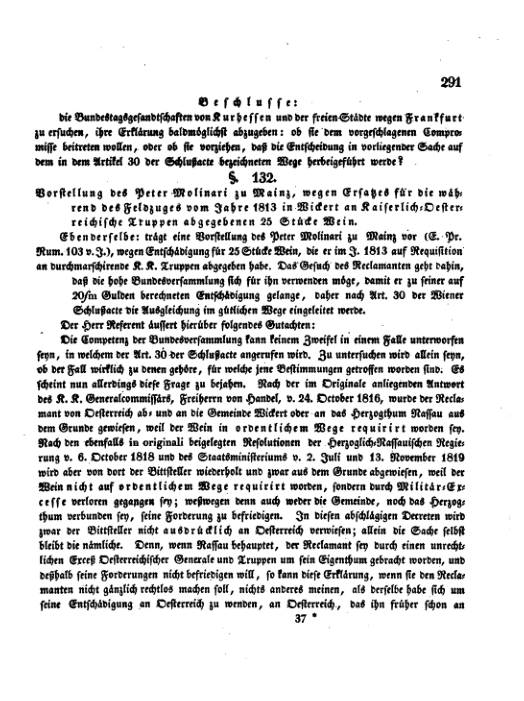 291
Beschlusse:
die Bundestagsgesandtschaften von Kurhessen und der freien Städte wegen Frankfurt
zu ersuchen, ihre Erklärung baldmöglichst abzugeben: ob sie dem vorgeschlagenen Compro-
misse beitreten wollen, oder ob sie vorziehen, daß die Entscheidung in vorliegender Sache auf
dem in dem Artikel 30 der Schlußacte bezeichneten Wege herbeigeführt werde?
§. 132.
Vorstellung des Peter Molinari zu Mainz, wegen Ersatzes für die wäh-
rend des Feldzuges vom Jahre 1813 in Wickert an Kaiserlich-Oester-
reichische Truppen abgegebenen 25 Stücke Wein.
Ebenderselbe: trägt eine Vorstellung des Peter Molinari zu Mainz vor (E. Pr.
Num. 103 v. J.), wegen Entschädigung für 25 Stücke Wein, die er im J. 1813 auf Requisition
an durchmarschirende K. K. Truppen abgegeben habe. Das Gesuch des Reclamanten geht dahin,
daß die hohe Bundesversammlung sich für ihn verwenden möge, damit er zu seiner auf
20/m Gulden berechneten Entschädigung gelange, daher nach Art. 30 der Wiener
Schlußacte die Ausgleichung im gütlichen Wege eingeleitet werde.
Der Herr Referent äussert hierüber folgendes Gutachten:
Die Competenz der Bundesversammlung kann keinem Zweifel in einem Falle unterworfen
seyn, in welchem der Art. 30 der Schlußacte angerufen wird. Zu untersuchen wird allein seyn,
ob der Fall wirklich zu denen gehöre, für welche jene Bestimmungen getroffen worden sind. Es
scheint nun allerdings diese Frage zu bejahen. Nach der im Originale anliegenden Antwort
des K. K. Generalcommissärs, Freiherrn von Handel, v. 24. October 1816, wurde der Recla-
mant von Oesterreich ab- und an die Gemeinde Wickert oder an das Herzogthum Nassau aus
dem Grunde gewiesen, weil der Wein in ordentlichem Wege requirirt worden sey.
Nach den ebenfalls in originali beigelegten Resolutionen der Herzoglich-Nassauischen Regie-
rung v. 6. October 1818 und des Staatsministeriums v. 2. Juli und 13. November 1819
wird aber von dort der Bittsteller wiederholt und zwar aus dem Grunde abgewiesen, weil der
Wein nicht auf ordentlichem Wege requirirt worden, sondern durch Militär-Ex-
cesse verloren gegangen sey; weßwegen denn auch weder die Gemeinde, noch das Herzog-
thum verbunden sey, seine Forderung zu befriedigen. In diesen abschlägigen Decreten wird
zwar der Bittsteller nicht ausdrücklich an Oesterreich verwiesen; allein die Sache selbst
bleibt die nämliche. Denn, wenn Nassau behauptet, der Reclamant sey durch einen unrecht-
lichen Exceß Oesterreichischer Generale und Truppen um sein Eigenthum gebracht worden, und
deßhalb seine Forderungen nicht befriedigen will, so kann diese Erklärung, wenn sie den Recla-
manten nicht gänzlich rechtlos machen soll, nichts anderes meinen, als derselbe habe sich um
seine Entschädigung an Oesterreich zu wenden, an Oesterreich, das ihn früher schon an
37 *